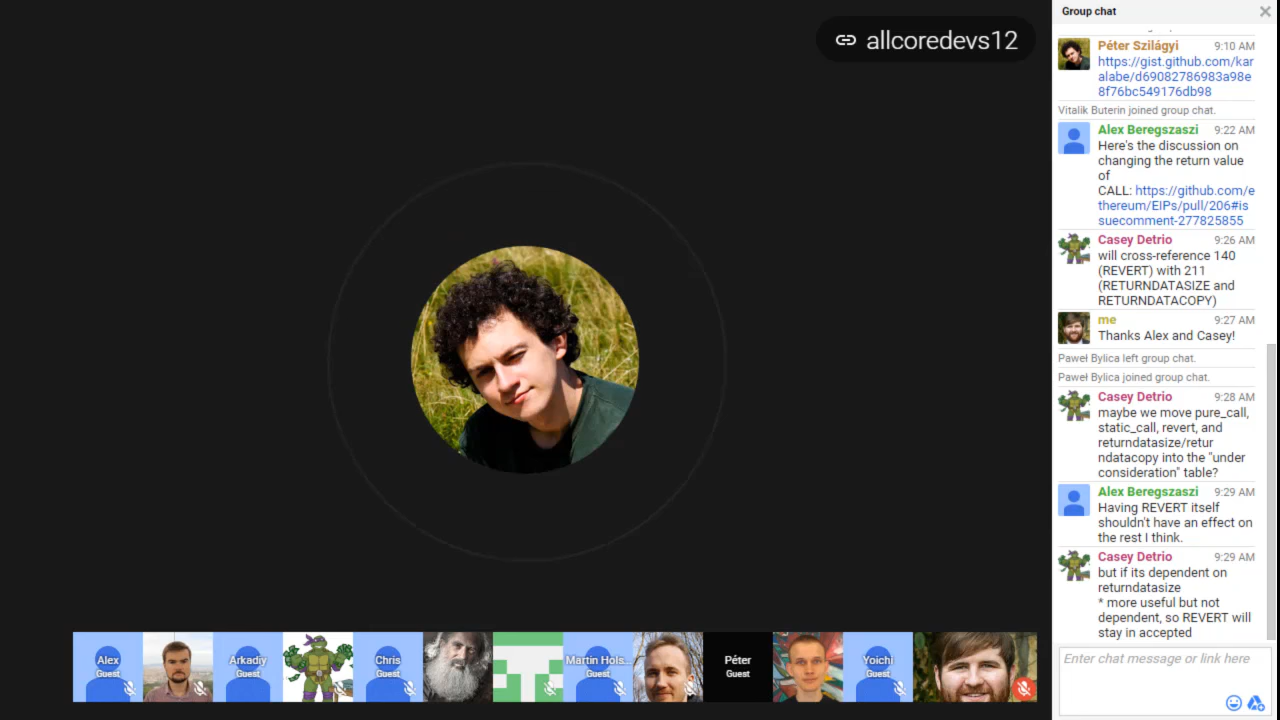 allcoredevs12
Group chat
Péter Szilágyi 9:10 AM
https://gist.github.com/kar
alabe/d69082786983a98e
8f76bc549176db98
Vitalik Buterin joined group chat.
Alex Beregszaszi 9:22 AM
Here's the discussion on
changing the return value
of
CALL: https://github.com/e
thereum/EIPs/pull/206#is
suecomment-277825855
Casey Detrio 9:26 AM
will cross-reference 140
(REVERT) with 211
(RETURNDATASIZE and
RETURNDATACOPY)
me 9:27 AM
Thanks Alex and Casey!
Paweł Bylica left group chat.
Paweł Bylica joined group chat.
Casey Detrio 9:28 AM
maybe we move pure_call,
static_call, revert, and
returndatasize/retur
ndatacopy into the "under
consideration" table?
Alex Beregszaszi 9:29 AM
Having REVERT itself
shouldn't have an effect on
the rest I think.
Casey Detrio 9:29 AM
but if its dependent on
returndatasize
* more useful but not
dependent, so REVERT will
stay in accepted
Enter chat message or link here
Alex
Guest
Arkadiy
Guest
Chris
Guest
Martin Hols...
Guest
Péter
Guest
Yoichi
Guest